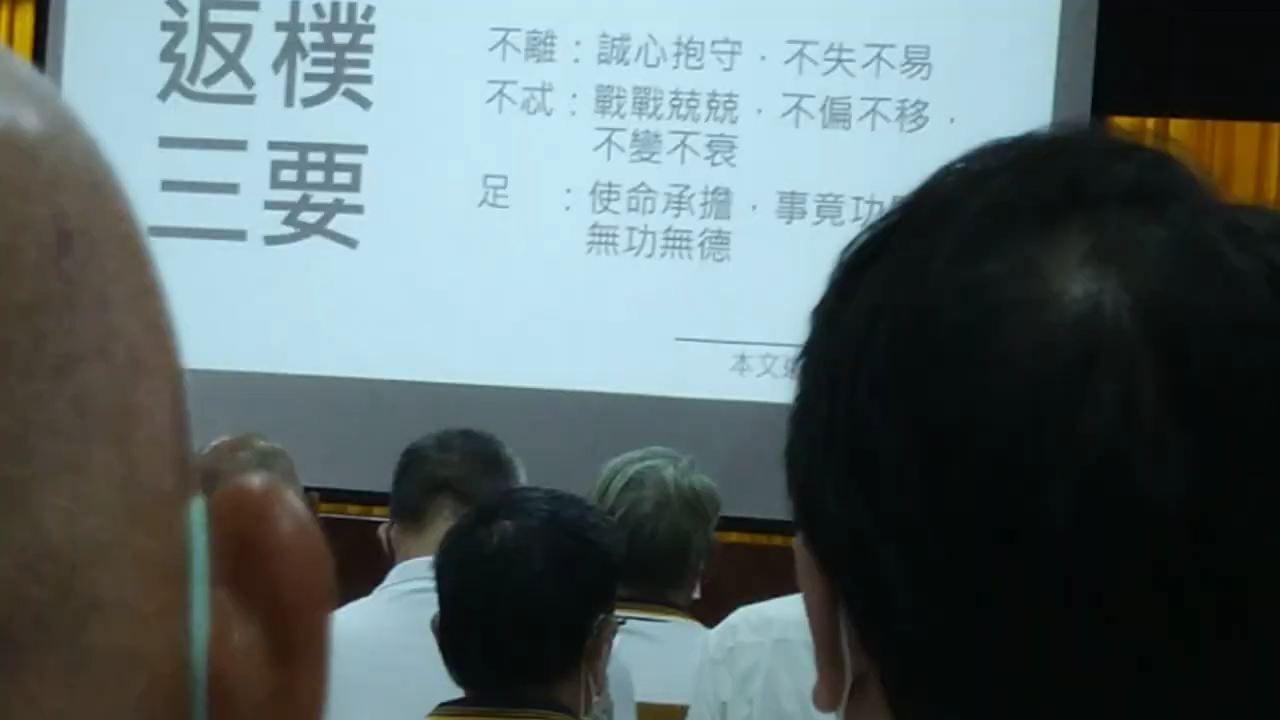 返樸
三要
不離：誠心抱守．不失不易
不忒：戰戰兢兢．不偏不移．
不變不衰
足　：使命承擔．事竟功
無功無德
本文